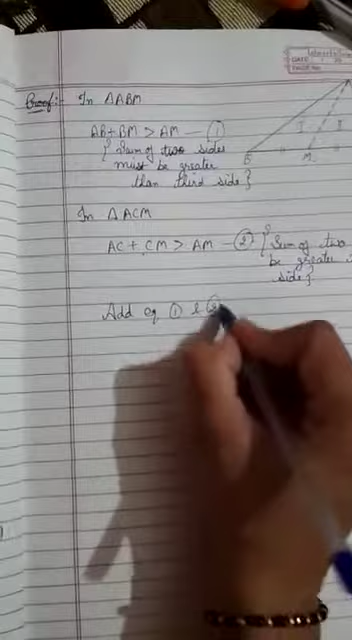 Proof:- In ΔABM
AB+BM > AM — ①
{ Sum of two sides
must be greater
than third side }
In ΔACM
AC + CM > AM — ② { Sum of two
be greater
side }
Add eq ① & ②
B M
DATE